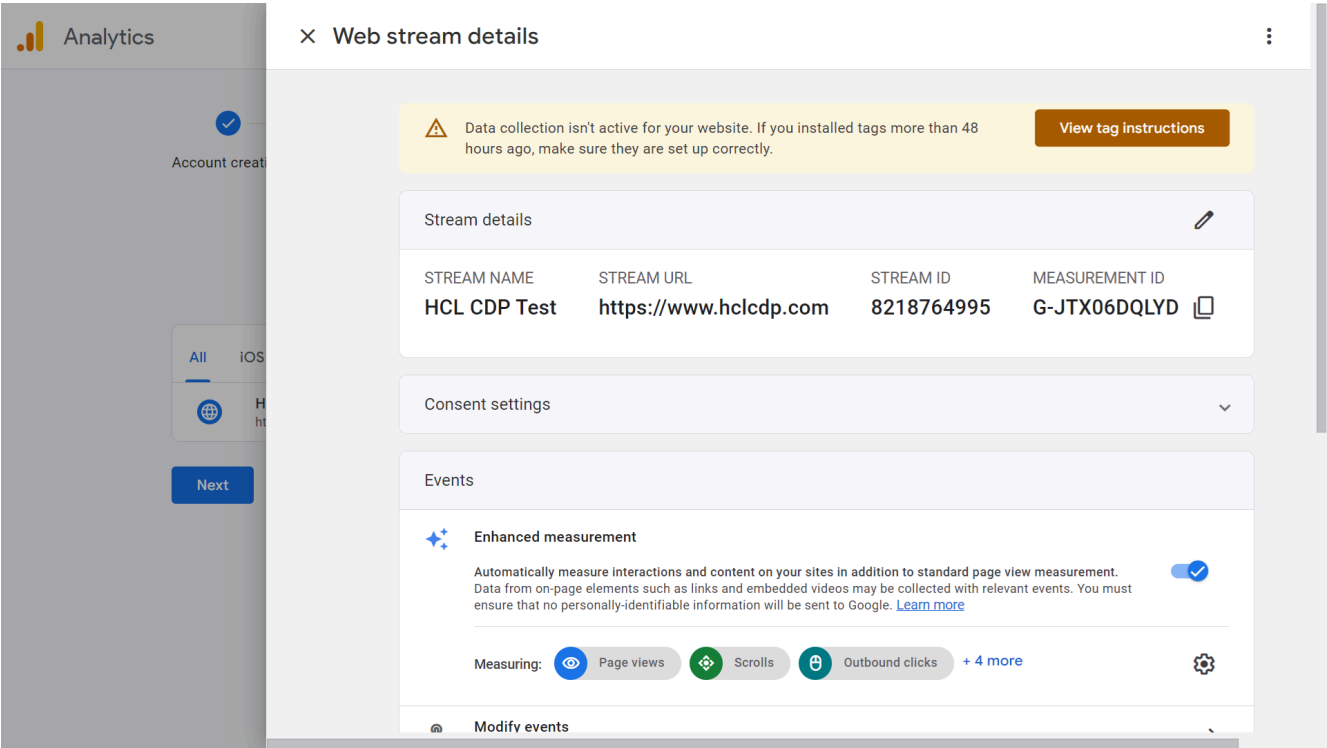 Analytics
Web stream details
Account creati
Data collection isn't active for your website. If you installed tags more than 48
hours ago, make sure they are set up correctly.
View tag instructions
Stream details
STREAM NAME
HCL CDP Test
STREAM URL
https://www.hclcdp.com
STREAM ID
8218764995
MEASUREMENT ID
G-JTX06DQLYD
All
iOS
H
ht
Next
Consent settings
Events
Enhanced measurement
Automatically measure interactions and content on your sites in addition to standard page view measurement.
Data from on-page elements such as links and embedded videos may be collected with relevant events. You must
ensure that no personally-identifiable information will be sent to Google. Learn more
Measuring:
Page views
Scrolls
Outbound clicks
+ 4 more
Modify events